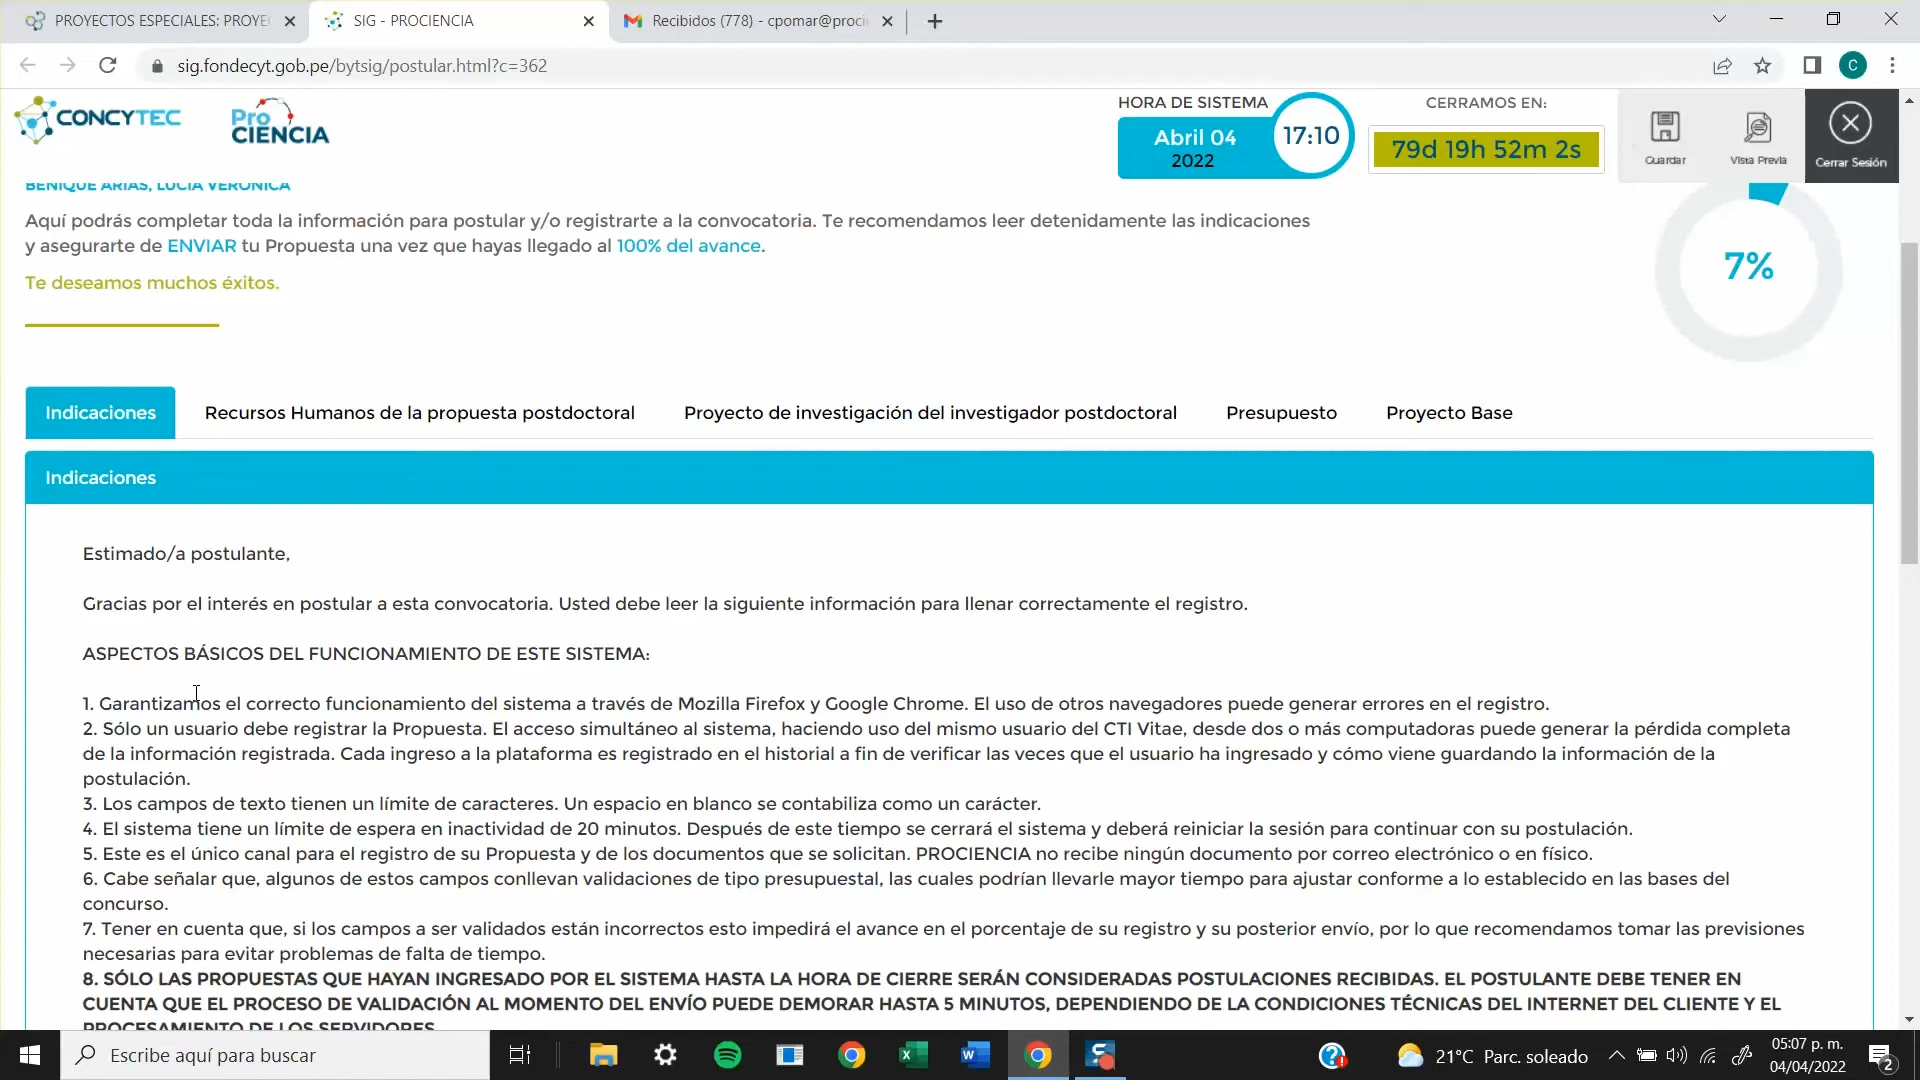 PROYECTOS ESPECIALES: PROYE
SIG - PROCIENCIA
Recibidos (778) - cpomar@proci
sig.fondecyt.gob.pe/bytsig/postular.html?c=362
C
CONCYTEC
Pro
CIENCIA
HORA DE SISTEMA
Abril 04
2022
17:10
CERRAMOS EN:
79d 19h 52m 2s
Guardar
Vista Previa
Cerrar Sesión
BENIQUE ARIAS, LUCIA VERONICA
Aquí podrás completar toda la información para postular y/o registrarte a la convocatoria. Te recomendamos leer detenidamente las indicaciones
y asegurarte de ENVIAR tu Propuesta una vez que hayas llegado al 100% del avance.
Te deseamos muchos éxitos.
7%
Indicaciones
Recursos Humanos de la propuesta postdoctoral
Proyecto de investigación del investigador postdoctoral
Presupuesto
Proyecto Base
Indicaciones
Estimado/a postulante,
Gracias por el interés en postular a esta convocatoria. Usted debe leer la siguiente información para llenar correctamente el registro.
ASPECTOS BÁSICOS DEL FUNCIONAMIENTO DE ESTE SISTEMA:
1. Garantizamos el correcto funcionamiento del sistema a través de Mozilla Firefox y Google Chrome. El uso de otros navegadores puede generar errores en el registro.
2. Sólo un usuario debe registrar la Propuesta. El acceso simultáneo al sistema, haciendo uso del mismo usuario del CTI Vitae, desde dos o más computadoras puede generar la pérdida completa
de la información registrada. Cada ingreso a la plataforma es registrado en el historial a fin de verificar las veces que el usuario ha ingresado y cómo viene guardando la información de la
postulación.
3. Los campos de texto tienen un límite de caracteres. Un espacio en blanco se contabiliza como un carácter.
4. El sistema tiene un límite de espera en inactividad de 20 minutos. Después de este tiempo se cerrará el sistema y deberá reiniciar la sesión para continuar con su postulación.
5. Este es el único canal para el registro de su Propuesta y de los documentos que se solicitan. PROCIENCIA no recibe ningún documento por correo electrónico o en físico.
6. Cabe señalar que, algunos de estos campos conllevan validaciones de tipo presupuestal, las cuales podrían llevarle mayor tiempo para ajustar conforme a lo establecido en las bases del
concurso.
7. Tener en cuenta que, si los campos a ser validados están incorrectos esto impedirá el avance en el porcentaje de su registro y su posterior envío, por lo que recomendamos tomar las previsiones
necesarias para evitar problemas de falta de tiempo.
8. SÓLO LAS PROPUESTAS QUE HAYAN INGRESADO POR EL SISTEMA HASTA LA HORA DE CIERRE SERÁN CONSIDERADAS POSTULACIONES RECIBIDAS. EL POSTULANTE DEBE TENER EN
CUENTA QUE EL PROCESO DE VALIDACIÓN AL MOMENTO DEL ENVÍO PUEDE DEMORAR HASTA 5 MINUTOS, DEPENDIENDO DE LA CONDICIONES TÉCNICAS DEL INTERNET DEL CLIENTE Y EL
PROCESAMIENTO DE LOS SERVIDORES
Escribe aquí para buscar
21°C Parc. soleado
05:07 p. m.
04/04/2022
2